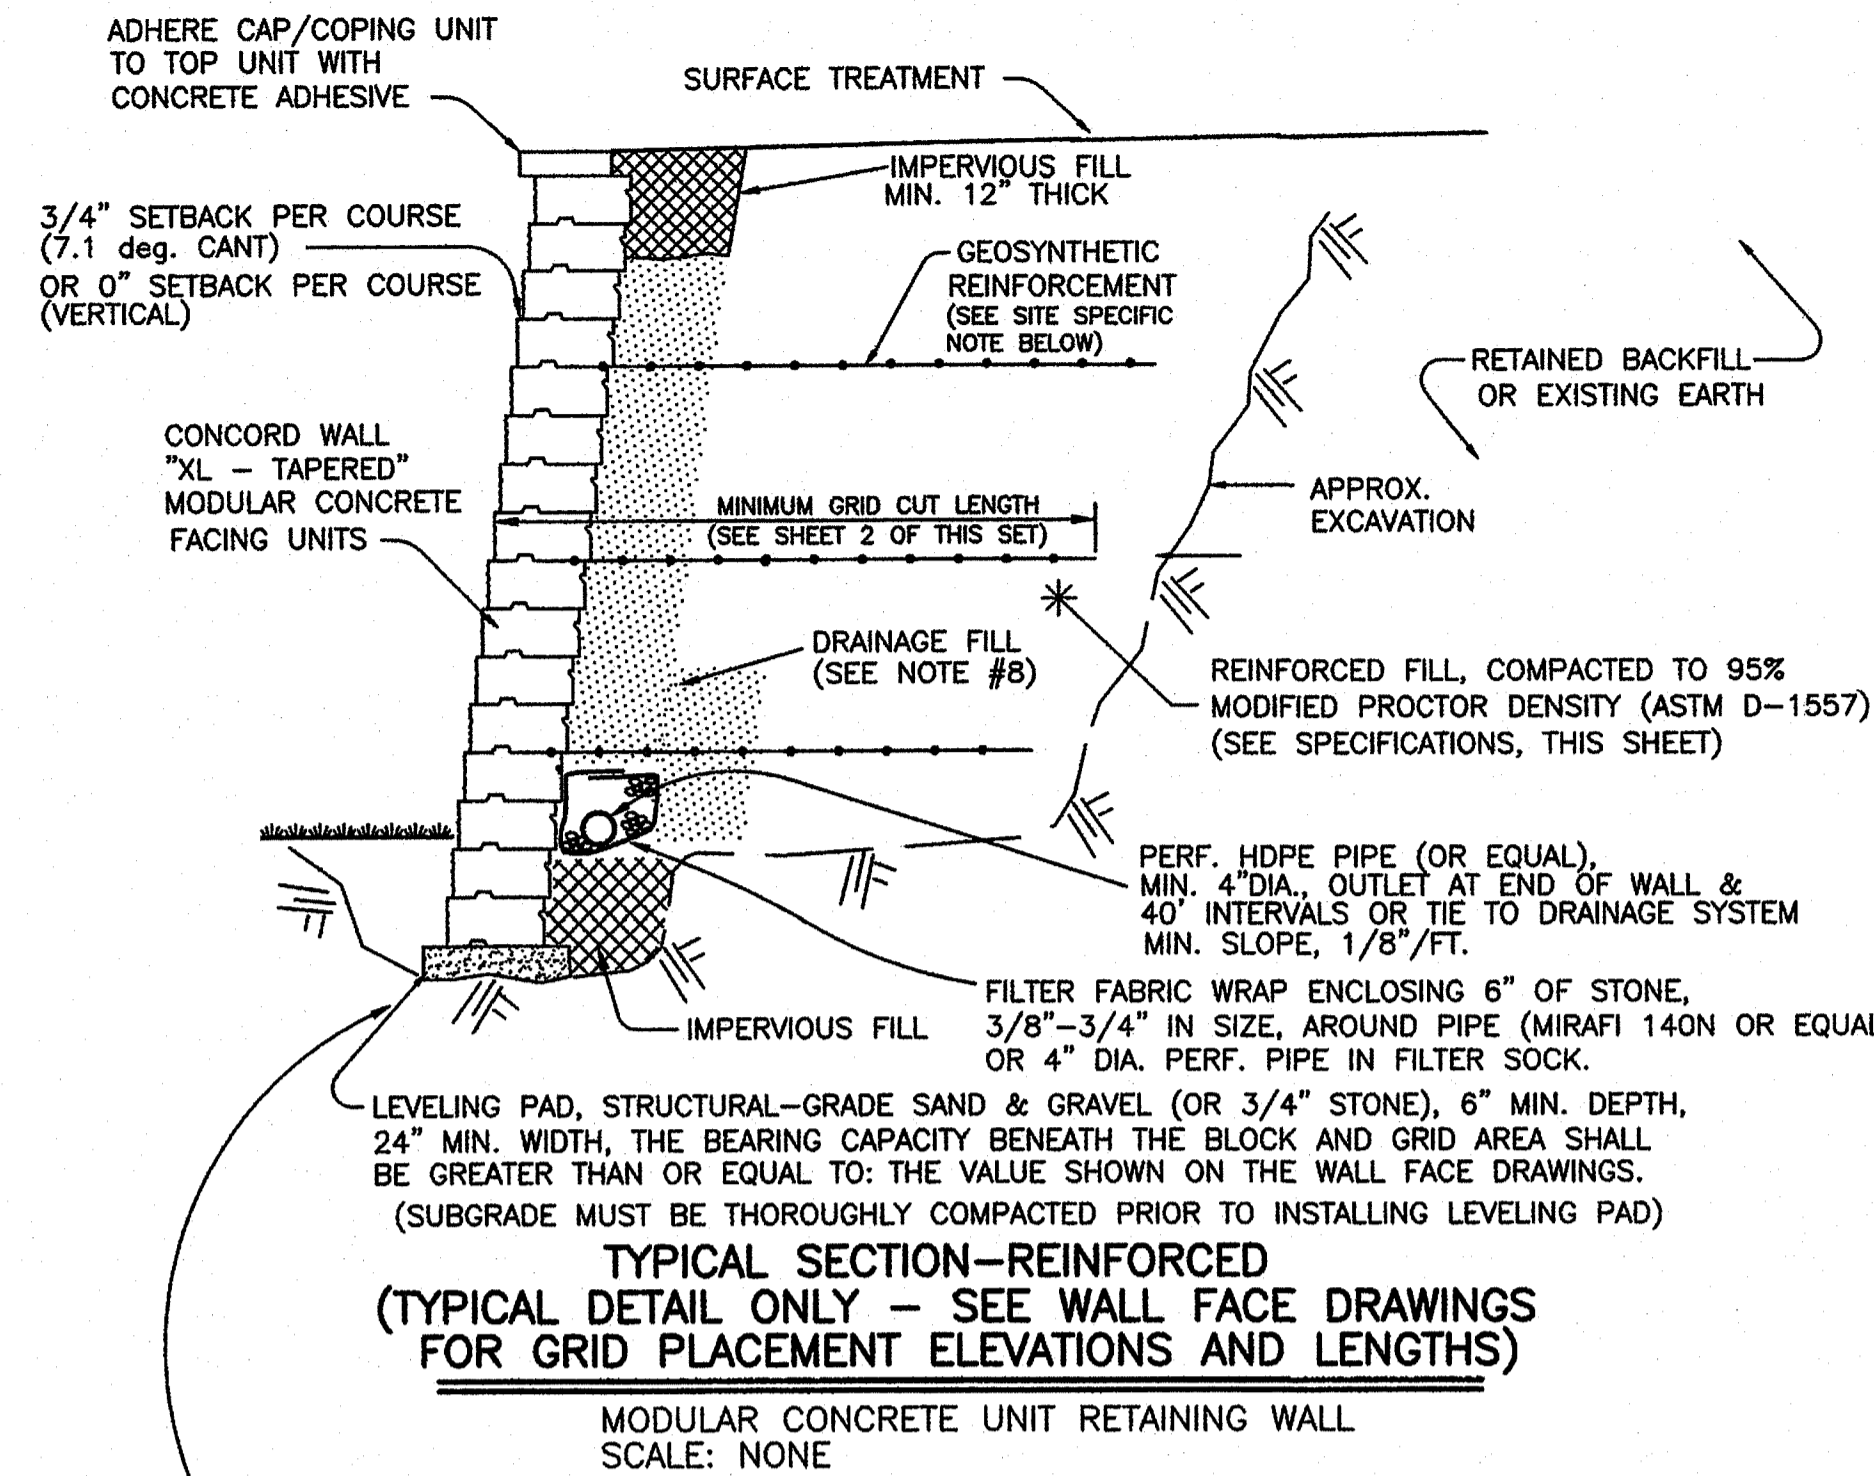 ADHERE CAP/COPING UNIT
TO TOP UNIT WITH
CONCRETE ADHESIVE
SURFACE TREATMENT
IMPERVIOUS FILL
MIN. 12" THICK
3/4" SETBACK PER COURSE
(7.1 deg. CANT)
OR 0" SETBACK PER COURSE
(VERTICAL)
GEOSYNTHETIC
REINFORCEMENT
(SEE SITE SPECIFIC
NOTE BELOW)
RETAINED BACKFILL
OR EXISTING EARTH
CONCORD WALL
"XL - TAPERED"
MODULAR CONCRETE
FACING UNITS
MINIMUM GRID CUT LENGTH
(SEE SHEET 2 OF THIS SET)
APPROX.
EXCAVATION
DRAINAGE FILL
(SEE NOTE #8)
REINFORCED FILL, COMPACTED TO 95%
MODIFIED PROCTOR DENSITY (ASTM D-1557)
(SEE SPECIFICATIONS, THIS SHEET)
PERF. HDPE PIPE (OR EQUAL),
MIN. 4"DIA., OUTLET AT END OF WALL &
40' INTERVALS OR TIE TO DRAINAGE SYSTEM
MIN. SLOPE, 1/8"/FT.
FILTER FABRIC WRAP ENCLOSING 6" OF STONE,
3/8"-3/4" IN SIZE, AROUND PIPE (MIRAFI 140N OR EQUAL
OR 4" DIA. PERF. PIPE IN FILTER SOCK.
IMPERVIOUS FILL
LEVELING PAD, STRUCTURAL-GRADE SAND & GRAVEL (OR 3/4" STONE), 6" MIN. DEPTH,
24" MIN. WIDTH, THE BEARING CAPACITY BENEATH THE BLOCK AND GRID AREA SHALL
BE GREATER THAN OR EQUAL TO: THE VALUE SHOWN ON THE WALL FACE DRAWINGS.
(SUBGRADE MUST BE THOROUGHLY COMPACTED PRIOR TO INSTALLING LEVELING PAD)
TYPICAL SECTION-REINFORCED
(TYPICAL DETAIL ONLY - SEE WALL FACE DRAWINGS
FOR GRID PLACEMENT ELEVATIONS AND LENGTHS)
MODULAR CONCRETE UNIT RETAINING WALL
SCALE: NONE